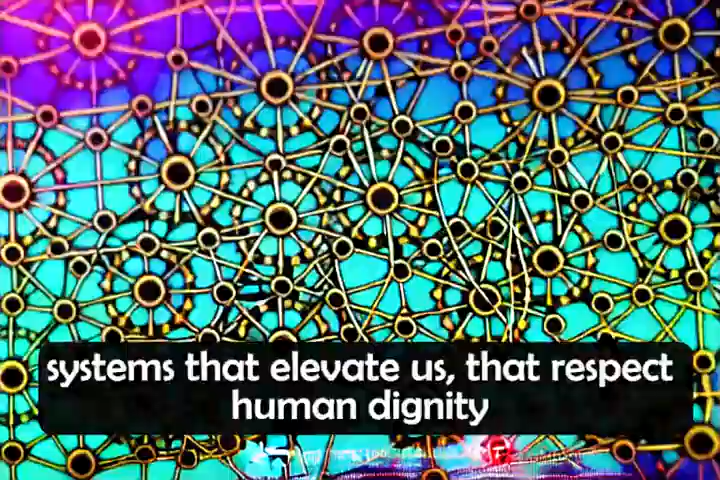 systems that elevate us, that respect
human dignity